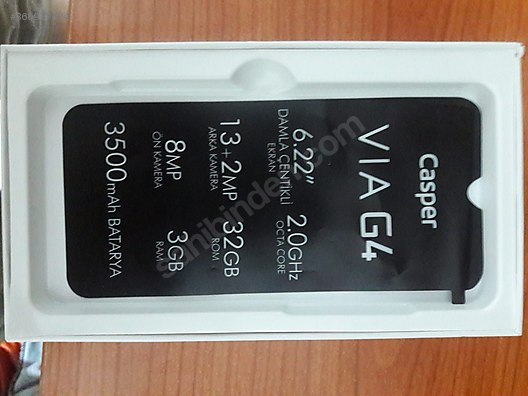 Casper
VIA G4
6.22" 2.0GHz
DAMLA ÇENTİKLİ EKRAN OCTA CORE
13+2MP 32GB
ARKA KAMERA ROM
8MP 3GB
ÖN KAMERA RAM
3500mAh BATARYA
sahibinden.com